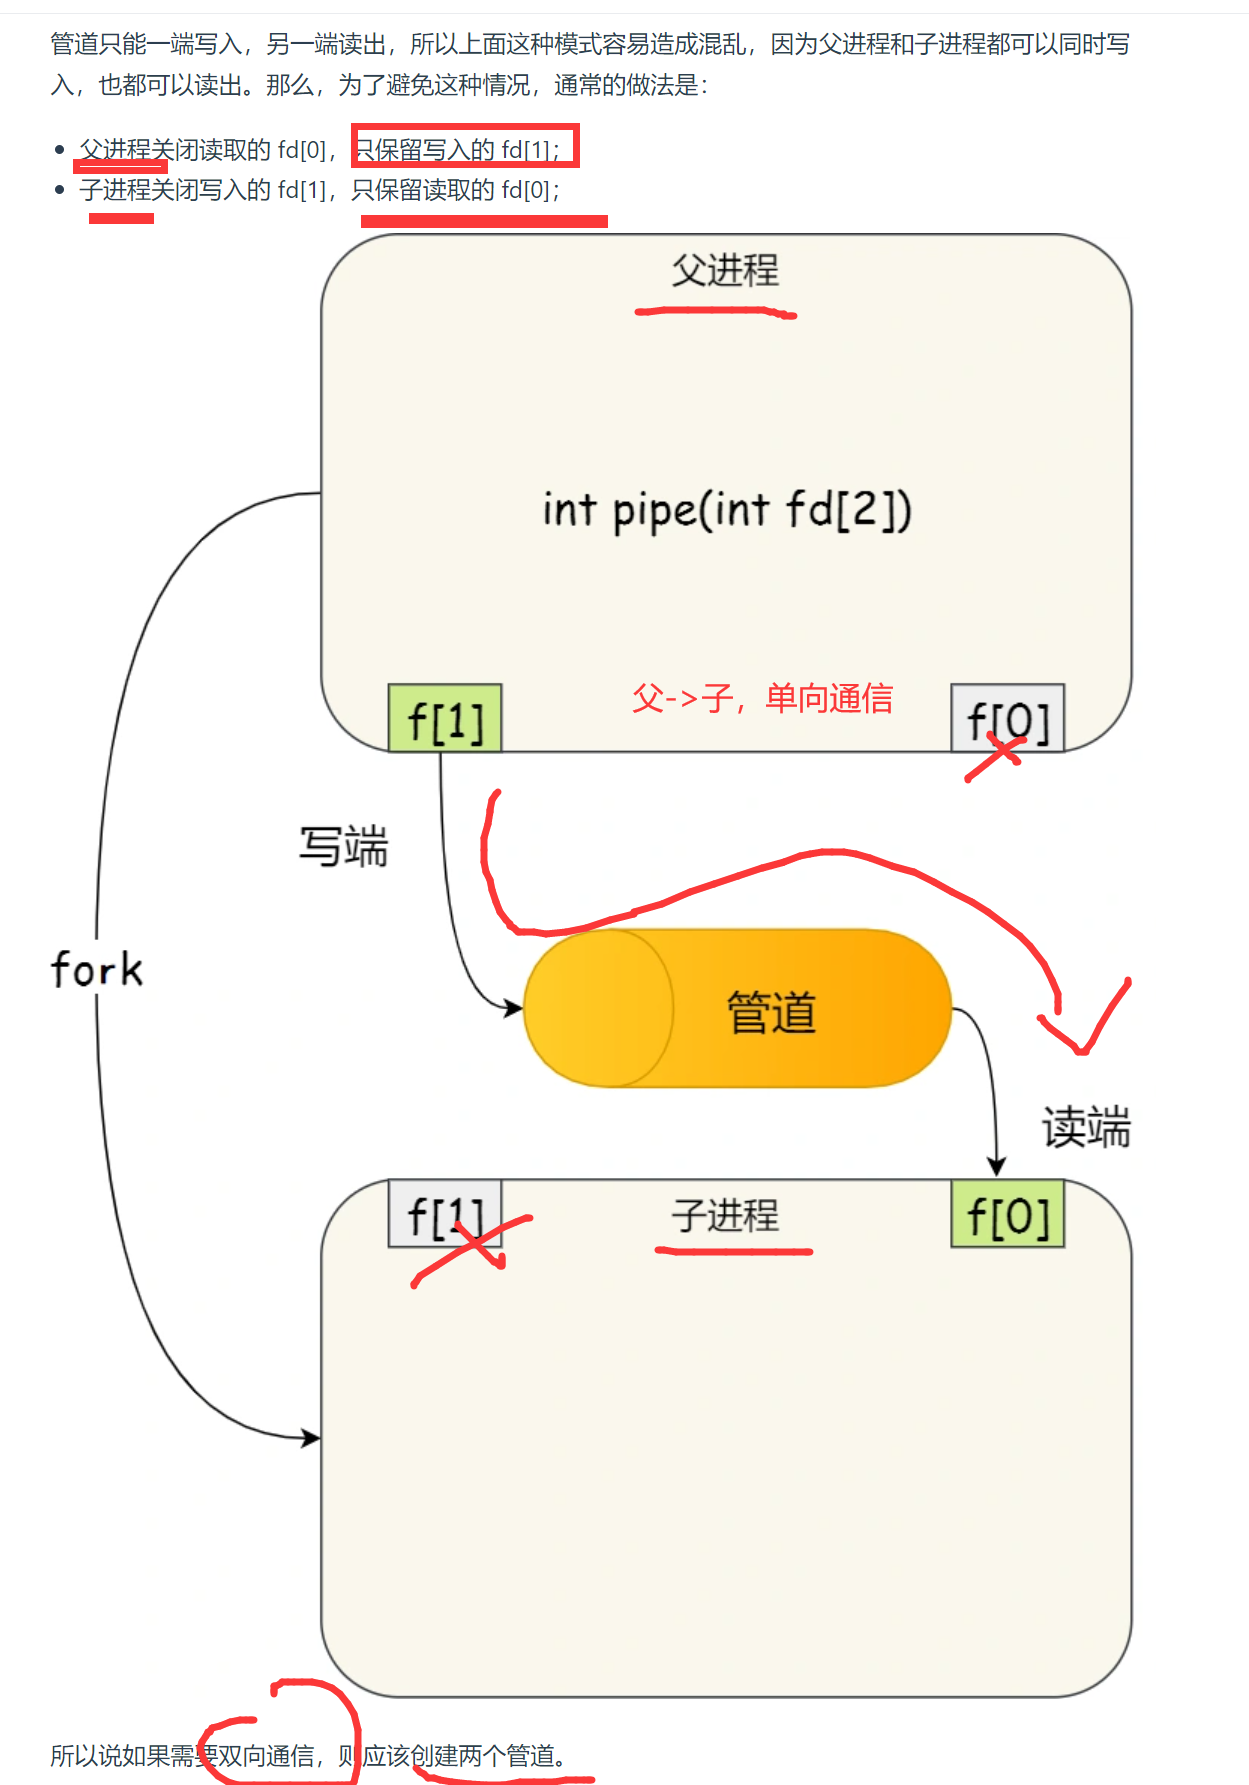 管道只能一端写入，另一端读出，所以上面这种模式容易造成混乱，因为父进程和子进程都可以同时写
入，也都可以读出。那么，为了避免这种情况，通常的做法是：
父进程关闭读取的 fd[0]，只保留写入的 fd[1]；
子进程关闭写入的 fd[1]，只保留读取的 fd[0]；
父进程
int pipe(int fd[2])
父->子，单向通信
f[1]
f[0]
写端
fork
管道
读端
f[1]
子进程
f[0]
所以说如果需要双向通信，则应该创建两个管道。